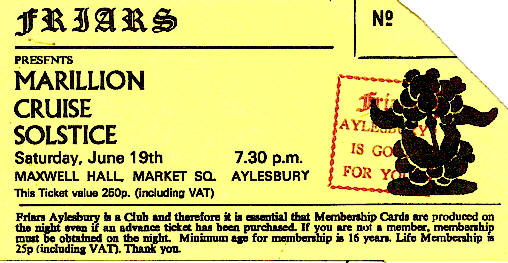 FRIARS
No
PRESENTS
MARILLION
CRUISE
SOLSTICE
Saturday, June 19th 7.30 p.m.
MAXWELL HALL, MARKET SQ. AYLESBURY
This Ticket value 250p. (including VAT)
AYLESBURY
IS GO
FOR YO
Friars Aylesbury is a Club and therefore it is essential that Membership Cards are produced on
the night even if an advance ticket has been purchased. If you are not a member, membership
must be obtained on the night. Minimum age for membership is 16 years. Life Membership is
25p (including VAT). Thank you.